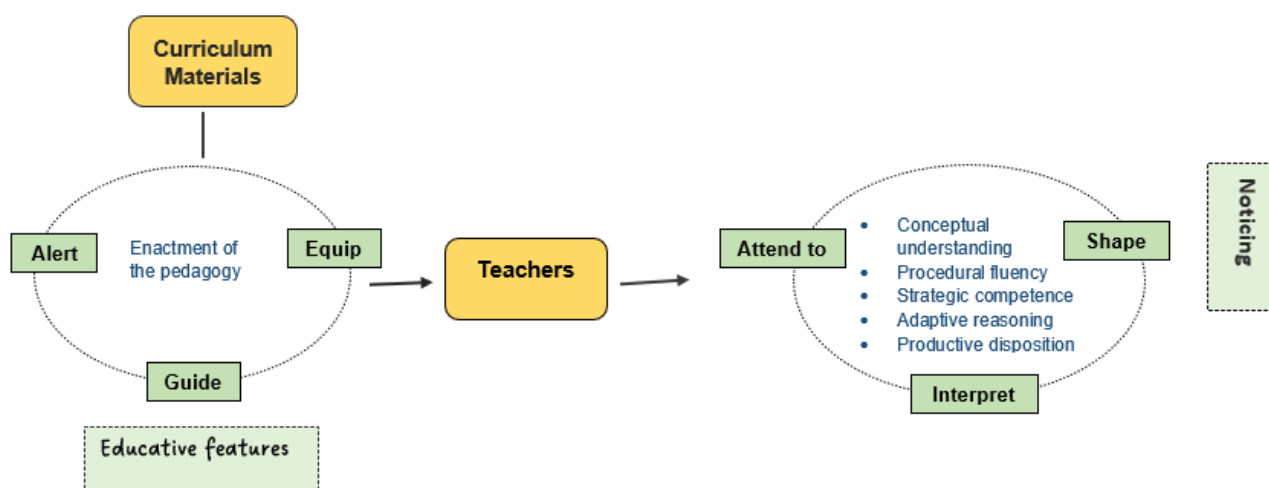 Curriculum
Materials
Alert
Enactment of
the pedagogy
Equip
Guide
Educative features
Teachers
Attend to
• Conceptual
understanding
• Procedural fluency
• Strategic competence
• Adaptive reasoning
• Productive disposition
Shape
Interpret
Noticing